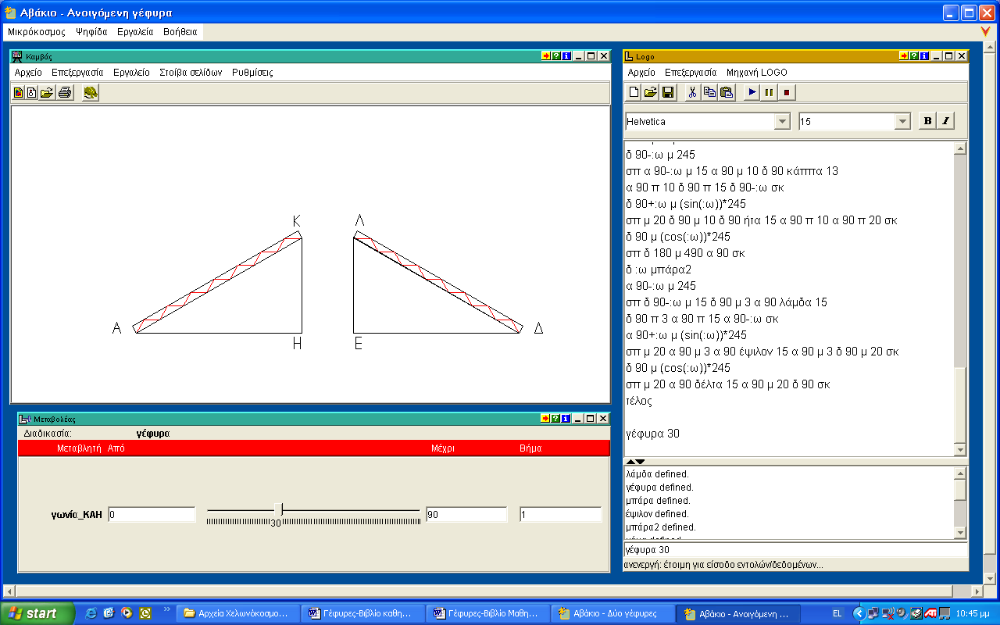 Αβάκιο - Ανοιγόμενη γέφυρα
Μικρόκοσμος Ψηφίδα Εργαλεία Βοήθεια
Καμβάς
Αρχείο Επεξεργασία Εργαλείο Στοίβα σελίδων Ρυθμίσεις
Κ Λ
Α Δ
Η Ε
Μεταβολέας
Διαδικασία: γέφυρα
Μεταβλητή Από Μέχρι Βήμα
γωνία_ΚΑΗ 0 30 90 1
Logo
Αρχείο Επεξεργασία Μηχανή LOGO
Helvetica 15 B I
δ 90-:ω μ 245
σπ α 90-:ω μ 15 α 90 μ 10 δ 90 κάππα 13
α 90 π 10 δ 90 π 15 δ 90-:ω σκ
δ 90+:ω μ (sin(:ω))*245
σπ μ 20 δ 90 μ 10 δ 90 ήτα 15 α 90 π 10 α 90 π 20 σκ
δ 90 μ (cos(:ω))*245
σπ δ 180 μ 490 α 90 σκ
δ :ω μπάρα2
α 90-:ω μ 245
σπ δ 90-:ω μ 15 δ 90 μ 3 α 90 λάμδα 15
δ 90 π 3 α 90 π 15 α 90-:ω σκ
α 90+:ω μ (sin(:ω))*245
σπ μ 20 α 90 μ 3 α 90 έψιλον 15 α 90 μ 3 δ 90 μ 20 σκ
δ 90 μ (cos(:ω))*245
σπ μ 20 α 90 δέλτα 15 α 90 μ 20 δ 90 σκ
τέλος
γέφυρα 30
λάμδα defined.
γέφυρα defined.
μπάρα defined.
έψιλον defined.
μπάρα2 defined.
γέφυρα 30
ανενεργή: έτοιμη για είσοδο εντολών/δεδομένων...
start Αρχεία Χελωνόκοσμο... Γέφυρες-Βιβλίο καθη... Γέφυρες-Βιβλίο Μαθη... Αβάκιο - Δύο γέφυρες Αβάκιο - Ανοιγόμενη ... EL 10:45 μμ